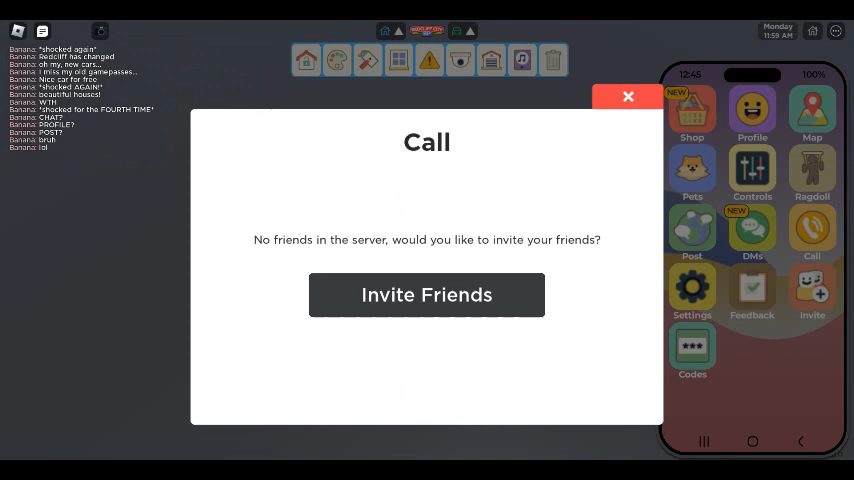 Monday
11:59 AM
Banana: *shocked again*
Banana: Redcliff has changed
Banana: oh my, new cars...
Banana: I miss my old gamepasses...
Banana: Nice car for free
Banana: *shocked AGAIN!*
Banana: beautiful houses!
Banana: WTH
Banana: *shocked for the FOURTH TIME*
Banana: CHAT?
Banana: PROFILE?
Banana: POST?
Banana: bruh
Banana: lol
Call
No friends in the server, would you like to invite your friends?
Invite Friends
12:45
100%
NEW
Shop
Profile
Map
Pets
Controls
Ragdoll
NEW
Post
DMs
Call
Settings
Feedback
Invite
Codes